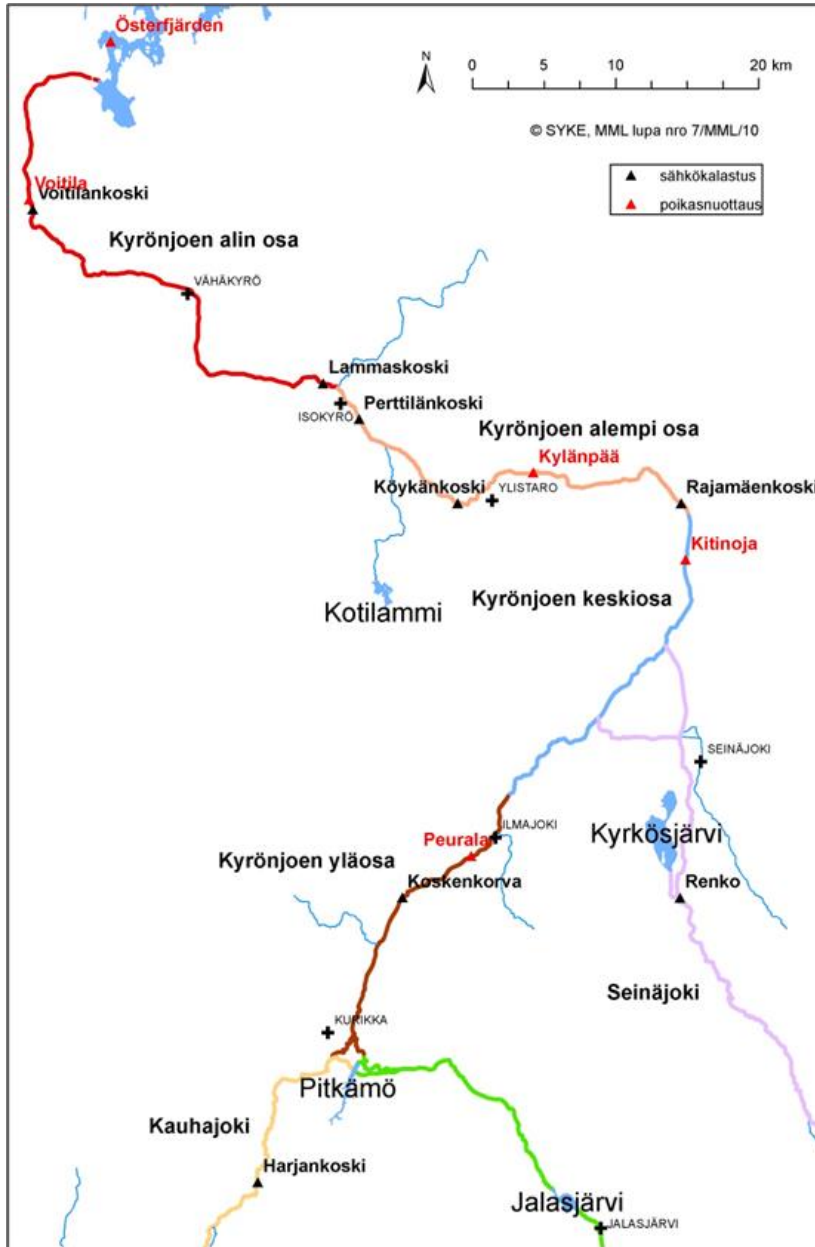 Österfjärden
N
0 5 10 20 km
© SYKE, MML lupa nro 7/MML/10
sähkökalastus
poikasnuottaus
Voitila
Voitilankoski
Kyrönjoen alin osa
VÄHÄKYRÖ
Lammaskoski
ISOKYRÖ
Perttilänkoski
Kyrönjoen alempi osa
Kylänpää
Köykänkoski
YLISTARO
Rajamäenkoski
Kitinoja
Kotilammi
Kyrönjoen keskiosa
SEINÄJOKI
ILMAJOKI
Kyrkösjärvi
Peurala
Kyrönjoen yläosa
Koskenkorva
Renko
Seinäjoki
KURIKKA
Pitkämö
Kauhajoki
Harjankoski
Jalasjärvi
JALASJÄRVI